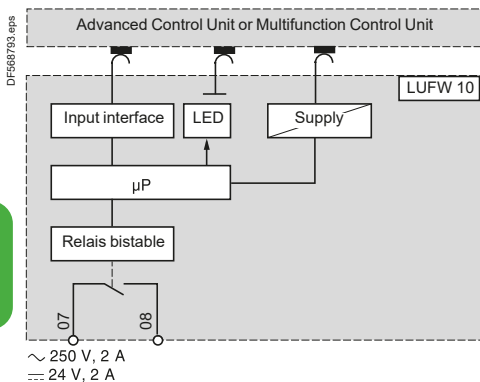 DF568793.eps
Advanced Control Unit or Multifunction Control Unit
LUFW 10
Input interface
LED
Supply
µP
Relais bistable
07
08
250 V, 2 A
24 V, 2 A